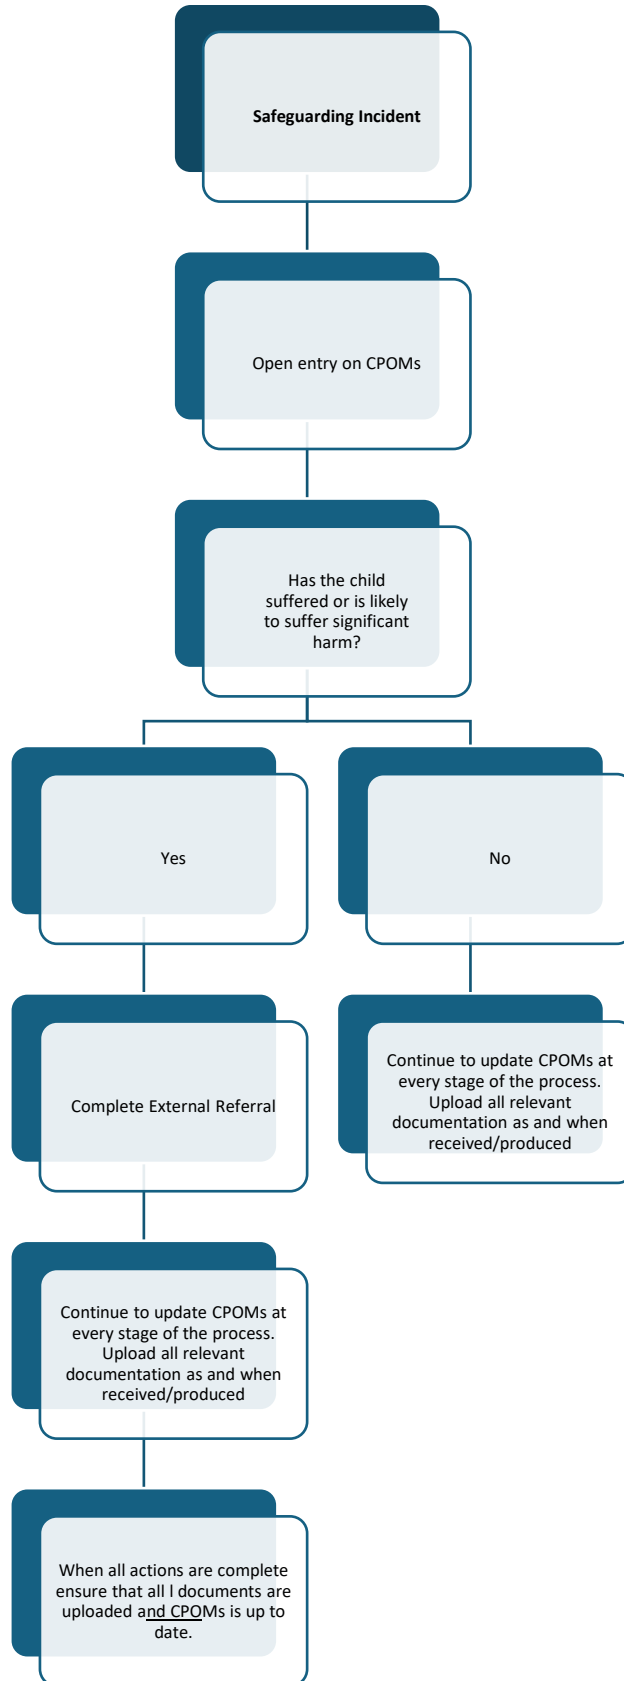 Safeguarding Incident
Open entry on CPOMs
Has the child
suffered or is likely
to suffer significant
harm?
Yes
No
Complete External Referral
Continue to update CPOMs at
every stage of the process.
Upload all relevant
documentation as and when
received/produced
Continue to update CPOMs at
every stage of the process.
Upload all relevant
documentation as and when
received/produced
When all actions are complete
ensure that all l documents are
uploaded and CPOMs is up to
date.